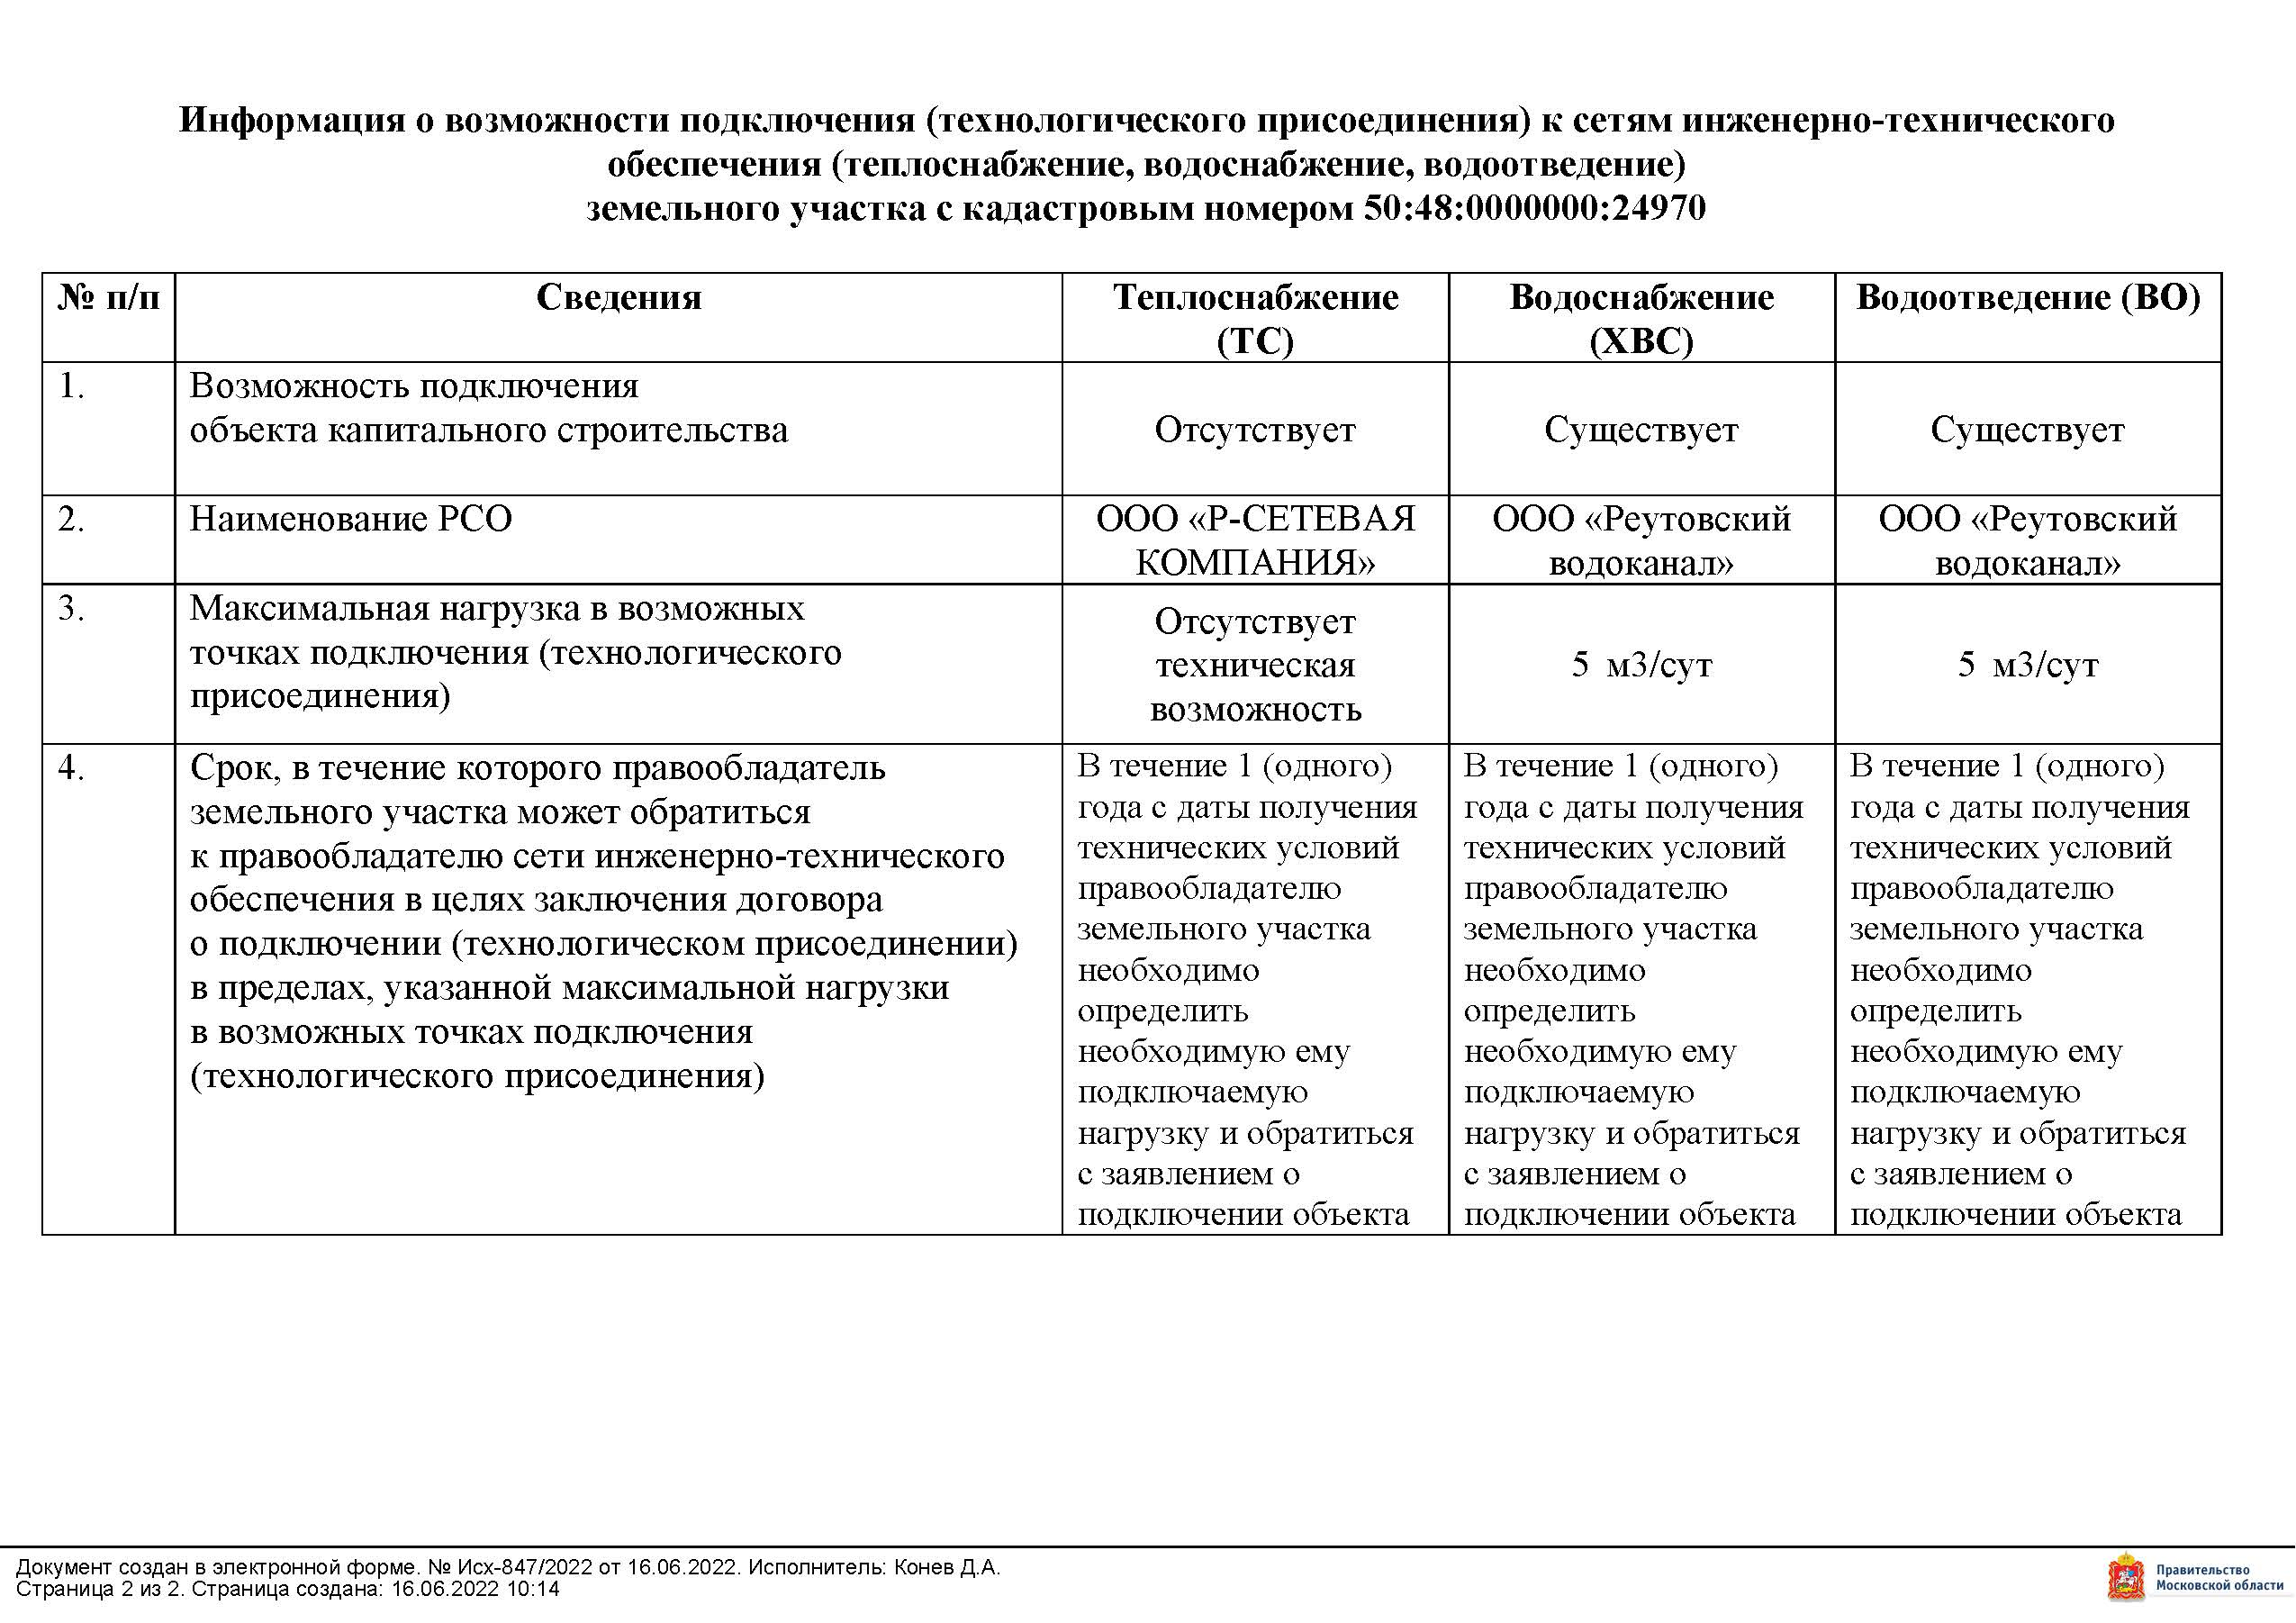 Информация о возможности подключения (технологического присоединения) к сетям инженерно-технического
обеспечения (теплоснабжение, водоснабжение, водоотведение)
земельного участка с кадастровым номером 50:48:0000000:24970
№ п/п
Сведения
Теплоснабжение
(ТС)
Водоснабжение
(ХВС)
Водоотведение (ВО)
1.
Возможность подключения
объекта капитального строительства
Отсутствует
Существует
Существует
2.
Наименование РСО
ООО «Р-СЕТЕВАЯ
КОМПАНИЯ»
ООО «Реутовский
водоканал»
ООО «Реутовский
водоканал»
3.
Максимальная нагрузка в возможных
точках подключения (технологического
присоединения)
Отсутствует
техническая
возможность
5 м3/сут
5 м3/сут
4.
Срок, в течение которого правообладатель
земельного участка может обратиться
к правообладателю сети инженерно-технического
обеспечения в целях заключения договора
о подключении (технологическом присоединении)
в пределах, указанной максимальной нагрузки
в возможных точках подключения
(технологического присоединения)
В течение 1 (одного)
года с даты получения
технических условий
правообладателю
земельного участка
необходимо
определить
необходимую ему
подключаемую
нагрузку и обратиться
с заявлением о
подключении объекта
В течение 1 (одного)
года с даты получения
технических условий
правообладателю
земельного участка
необходимо
определить
необходимую ему
подключаемую
нагрузку и обратиться
с заявлением о
подключении объекта
В течение 1 (одного)
года с даты получения
технических условий
правообладателю
земельного участка
необходимо
определить
необходимую ему
подключаемую
нагрузку и обратиться
с заявлением о
подключении объекта
Документ создан в электронной форме. № Исх-847/2022 от 16.06.2022. Исполнитель: Конев Д.А.
Страница 2 из 2. Страница создана: 16.06.2022 10:14
Правительство
Московской области